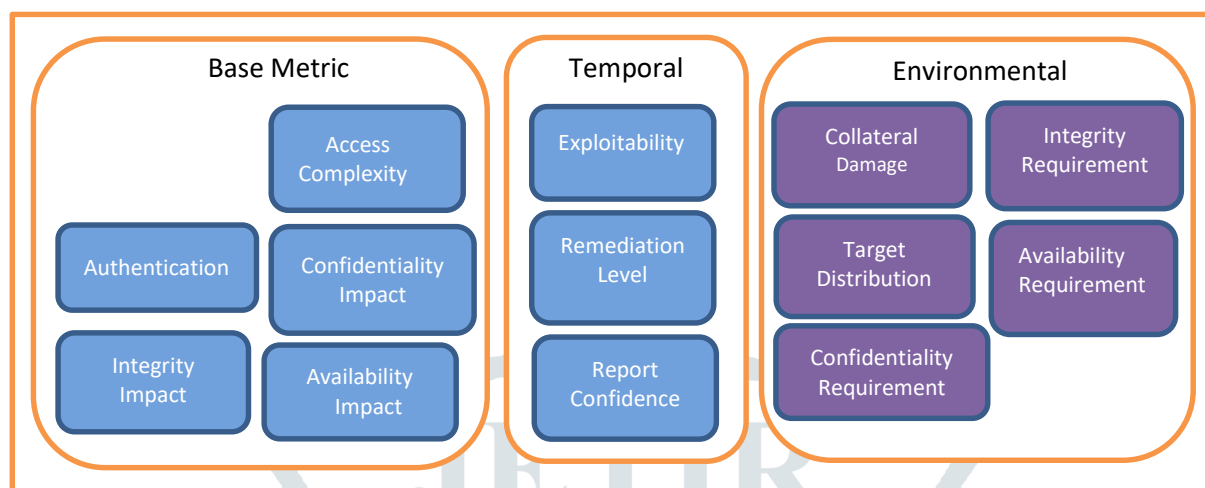 Base Metric
Access
Complexity
Authentication
Confidentiality
Impact
Integrity
Impact
Availability
Impact
Temporal
Exploitability
Remediation
Level
Report
Confidence
Environmental
Collateral
Damage
Integrity
Requirement
Target
Distribution
Availability
Requirement
Confidentiality
Requirement
JETIR